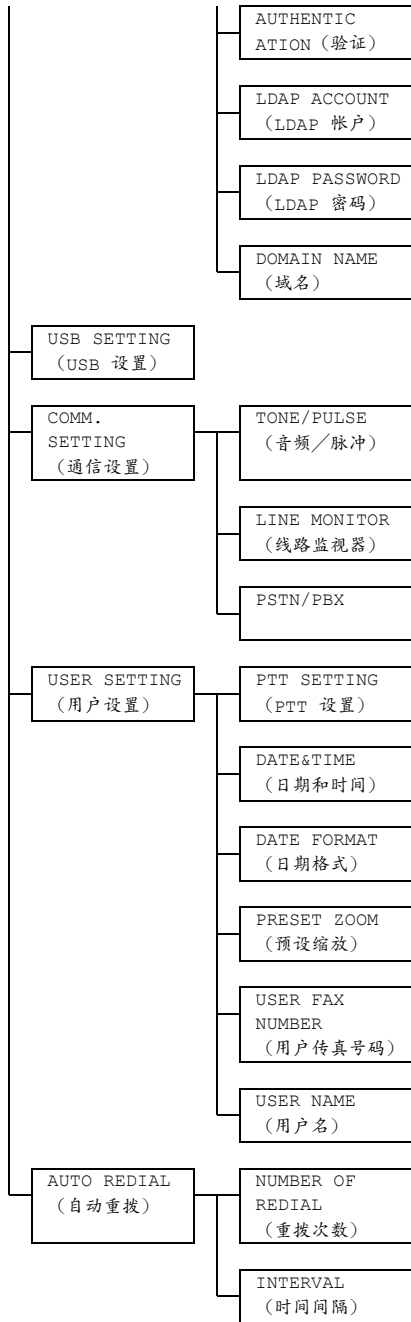 AUTHENTIC
ATION（验证）
LDAP ACCOUNT
（LDAP 帐户）
LDAP PASSWORD
（LDAP 密码）
DOMAIN NAME
（域名）
USB SETTING
（USB 设置）
COMM.
SETTING
（通信设置）
TONE/PULSE
（音频／脉冲）
LINE MONITOR
（线路监视器）
PSTN/PBX
USER SETTING
（用户设置）
PTT SETTING
（PTT 设置）
DATE&TIME
（日期和时间）
DATE FORMAT
（日期格式）
PRESET ZOOM
（预设缩放）
USER FAX
NUMBER
（用户传真号码）
USER NAME
（用户名）
AUTO REDIAL
（自动重拨）
NUMBER OF
REDIAL
（重拨次数）
INTERVAL
（时间间隔）